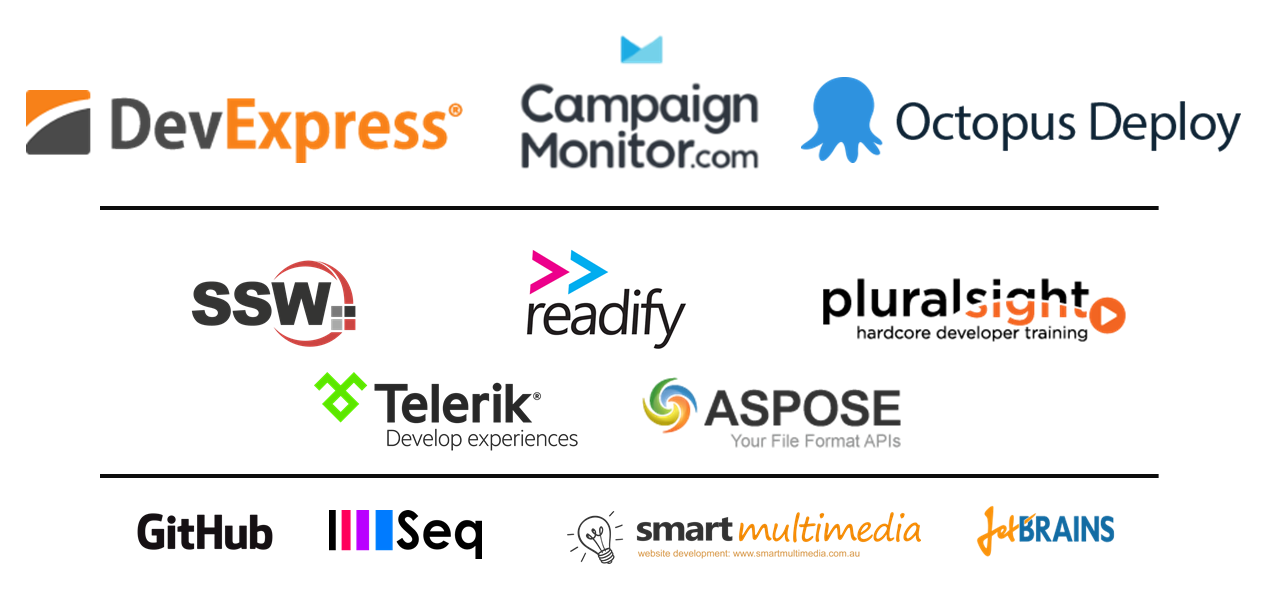 DevExpress®
Campaign
Monitor.com
Octopus Deploy
SSW
readify
pluralsight
hardcore developer training
Telerik®
Develop experiences
ASPOSE
Your File Format APIs
GitHub
Seq
smart multimedia
website development: www.smartmultimedia.com.au
JetBRAINS